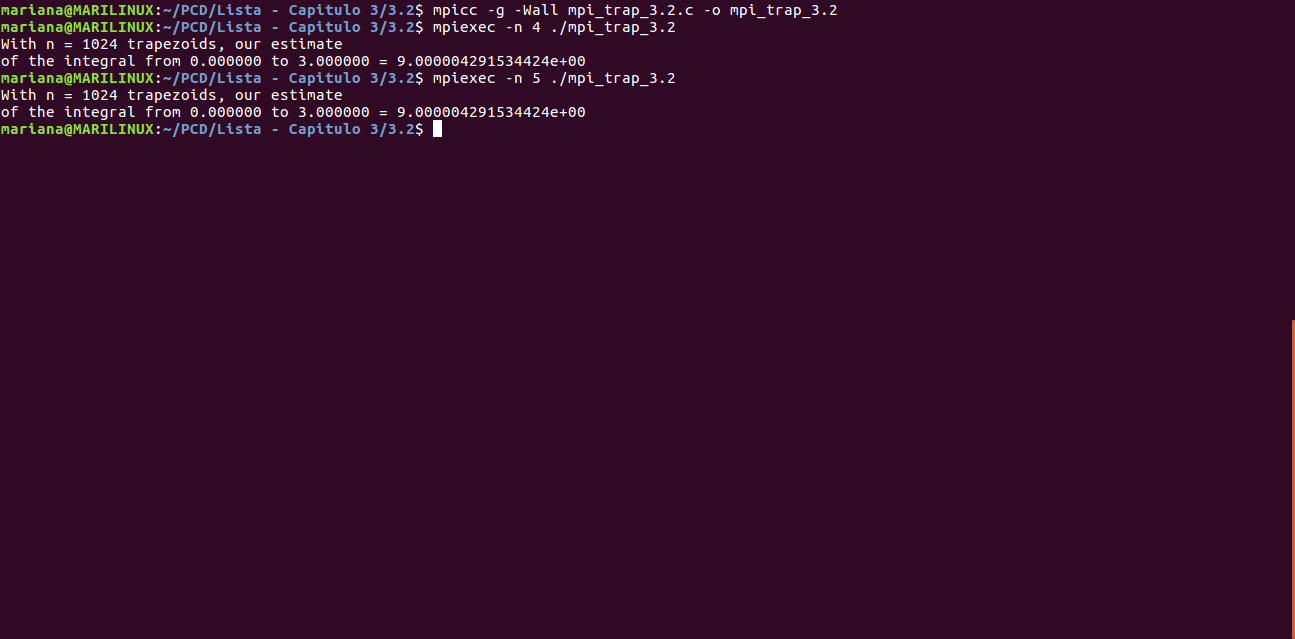 mariana@MARILINUX:~/PCD/Lista - Capitulo 3/3.2$ mpicc -g -Wall mpi_trap_3.2.c -o mpi_trap_3.2
mariana@MARILINUX:~/PCD/Lista - Capitulo 3/3.2$ mpiexec -n 4 ./mpi_trap_3.2
With n = 1024 trapezoids, our estimate
of the integral from 0.000000 to 3.000000 = 9.000004291534424e+00
mariana@MARILINUX:~/PCD/Lista - Capitulo 3/3.2$ mpiexec -n 5 ./mpi_trap_3.2
With n = 1024 trapezoids, our estimate
of the integral from 0.000000 to 3.000000 = 9.000004291534424e+00
mariana@MARILINUX:~/PCD/Lista - Capitulo 3/3.2$